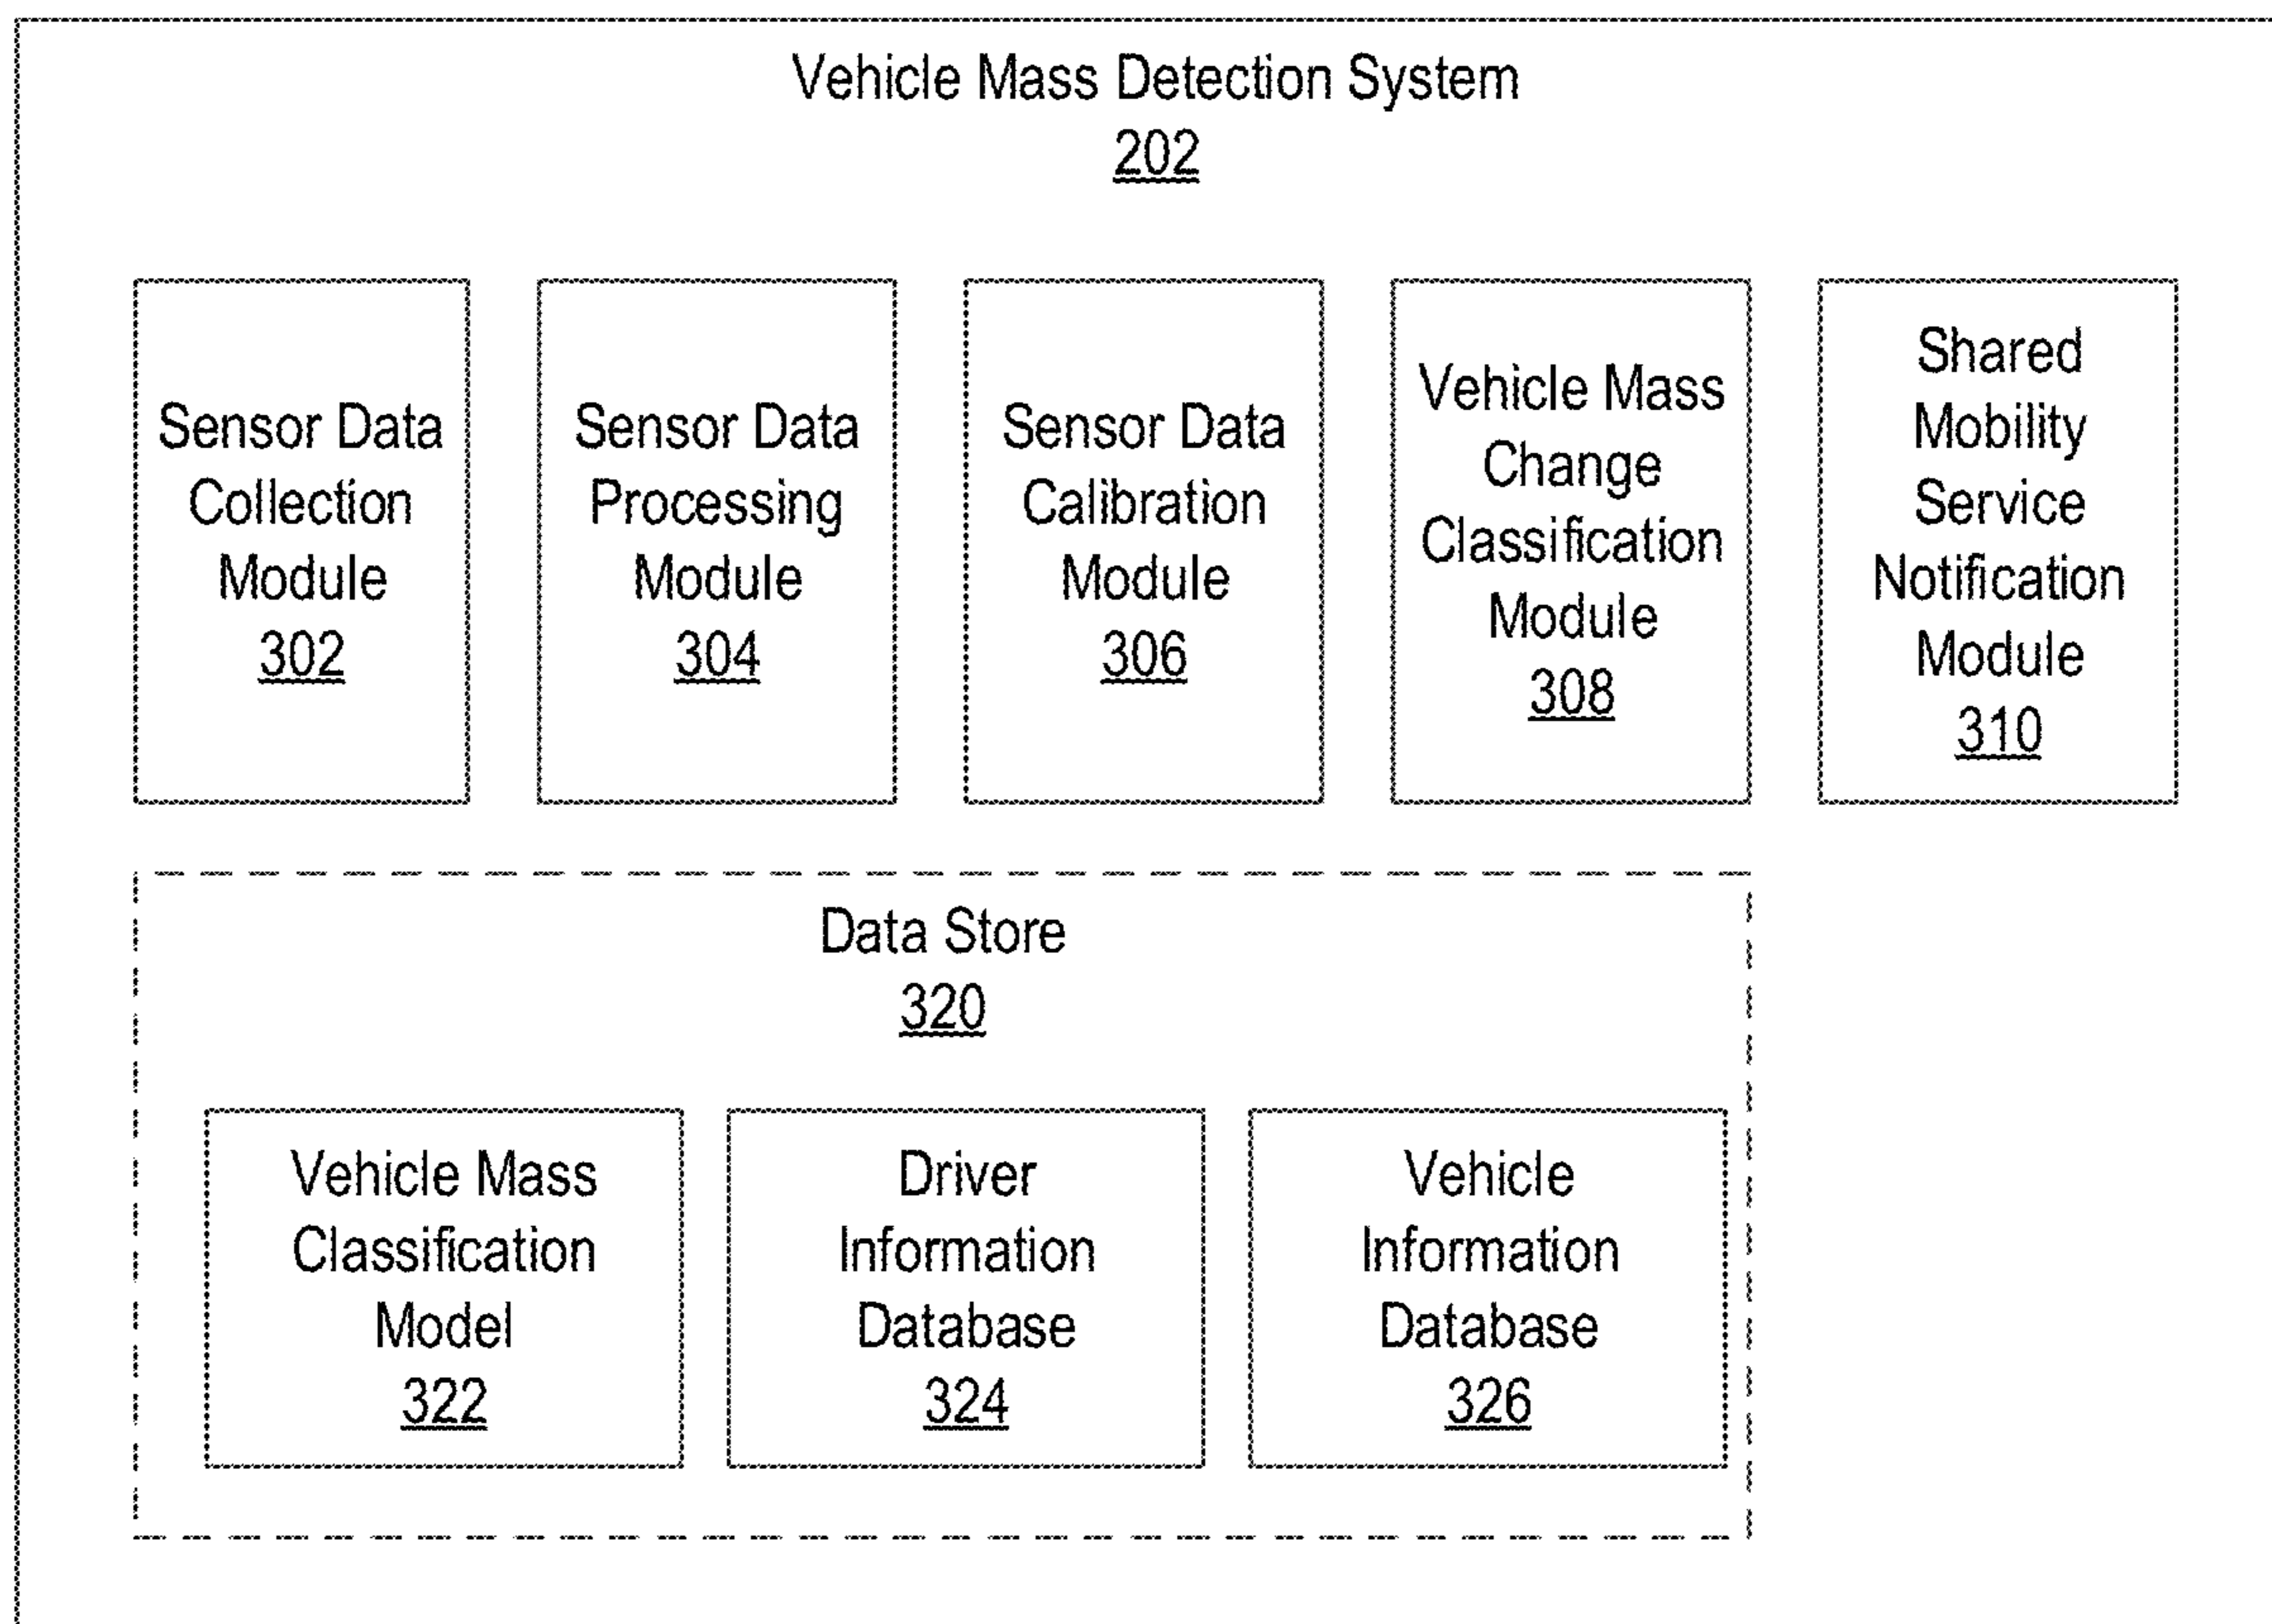 Vehicle Mass Detection System
202
Sensor Data
Collection
Module
302
Sensor Data
Processing
Module
304
Sensor Data
Calibration
Module
306
Vehicle Mass
Change
Classification
Module
308
Shared
Mobility
Service
Notification
Module
310
Data Store
320
Vehicle Mass
Classification
Model
322
Driver
Information
Database
324
Vehicle
Information
Database
326